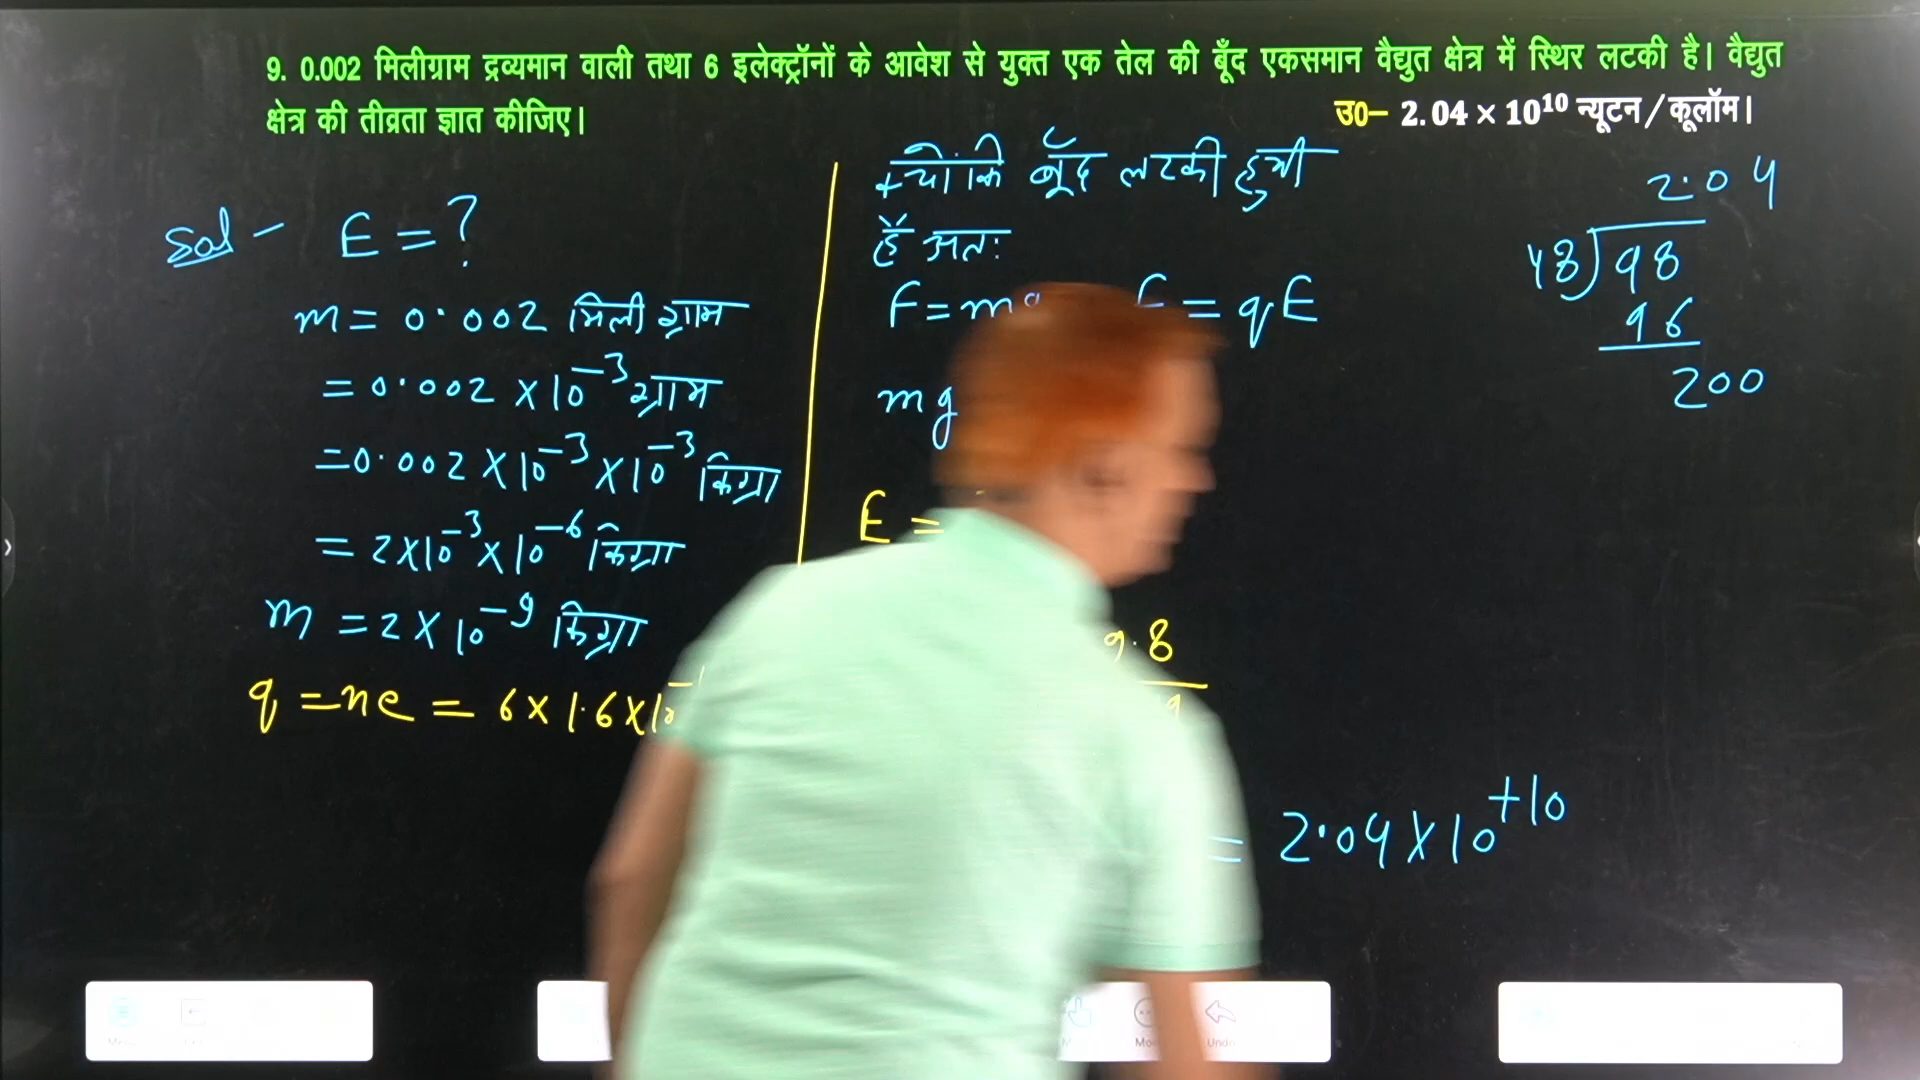 9. 0.002 मिलीग्राम द्रव्यमान वाली तथा 6 इलेक्ट्रॉनों के आवेश से युक्त एक तेल की बूँद एकसमान वैद्युत क्षेत्र में स्थिर लटकी है। वैद्युत
क्षेत्र की तीव्रता ज्ञात कीजिए।
उ0– 2.04 × 10¹⁰ न्यूटन/कूलॉम।
Sol – E = ?
m = 0.002 मिली ग्राम
= 0.002 × 10⁻³ ग्राम
= 0.002 × 10⁻³ × 10⁻³ किग्रा
= 2×10⁻³ × 10⁻⁶ किग्रा
m = 2 × 10⁻⁹ किग्रा
q = ne = 6 × 1.6 × 10
क्योंकि बूँद लटकी हुयी
हैं अतः
F = m = qE
mg
E =
9.8
= 2.04 × 10⁺¹⁰
2.04
48)98
96
200
Undo